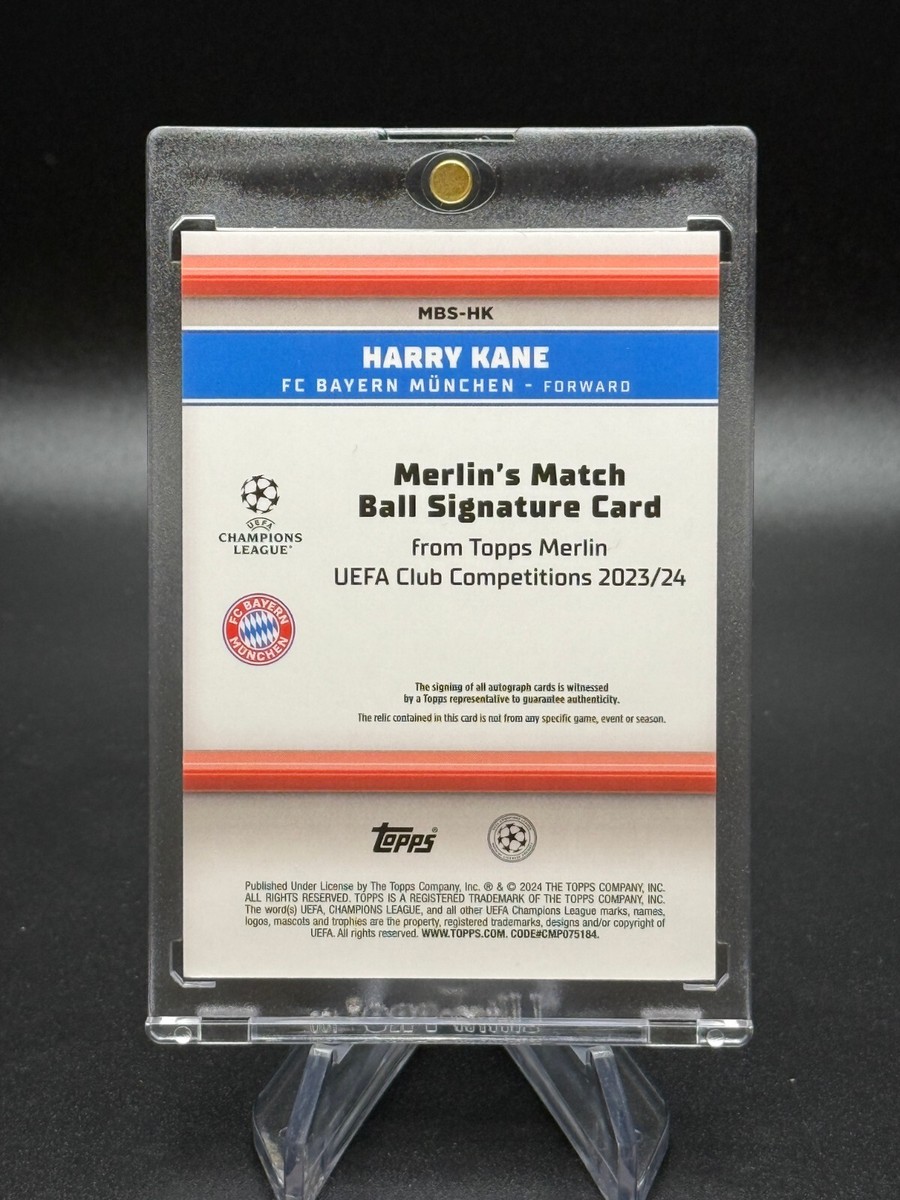 MBS-HK
HARRY KANE
FC BAYERN MÜNCHEN - FORWARD
Merlin's Match
Ball Signature Card
from Topps Merlin
UEFA Club Competitions 2023/24
UEFA
CHAMPIONS
LEAGUE®
FC BAYERN
MÜNCHEN
The signing of all autograph cards is witnessed
by a Topps representative to guarantee authenticity.
The relic contained in this card is not from any specific game, event or season.
topps®
Published Under License by The Topps Company, Inc. ® & © 2024 THE TOPPS COMPANY, INC.
ALL RIGHTS RESERVED. TOPPS IS A REGISTERED TRADEMARK OF THE TOPPS COMPANY, INC.
The word(s) UEFA, CHAMPIONS LEAGUE, and all other UEFA Champions League marks, names,
logos, mascots and trophies are the property, registered trademarks, designs and/or copyright of
UEFA. All rights reserved. WWW.TOPPS.COM. CODE#CMP075184.